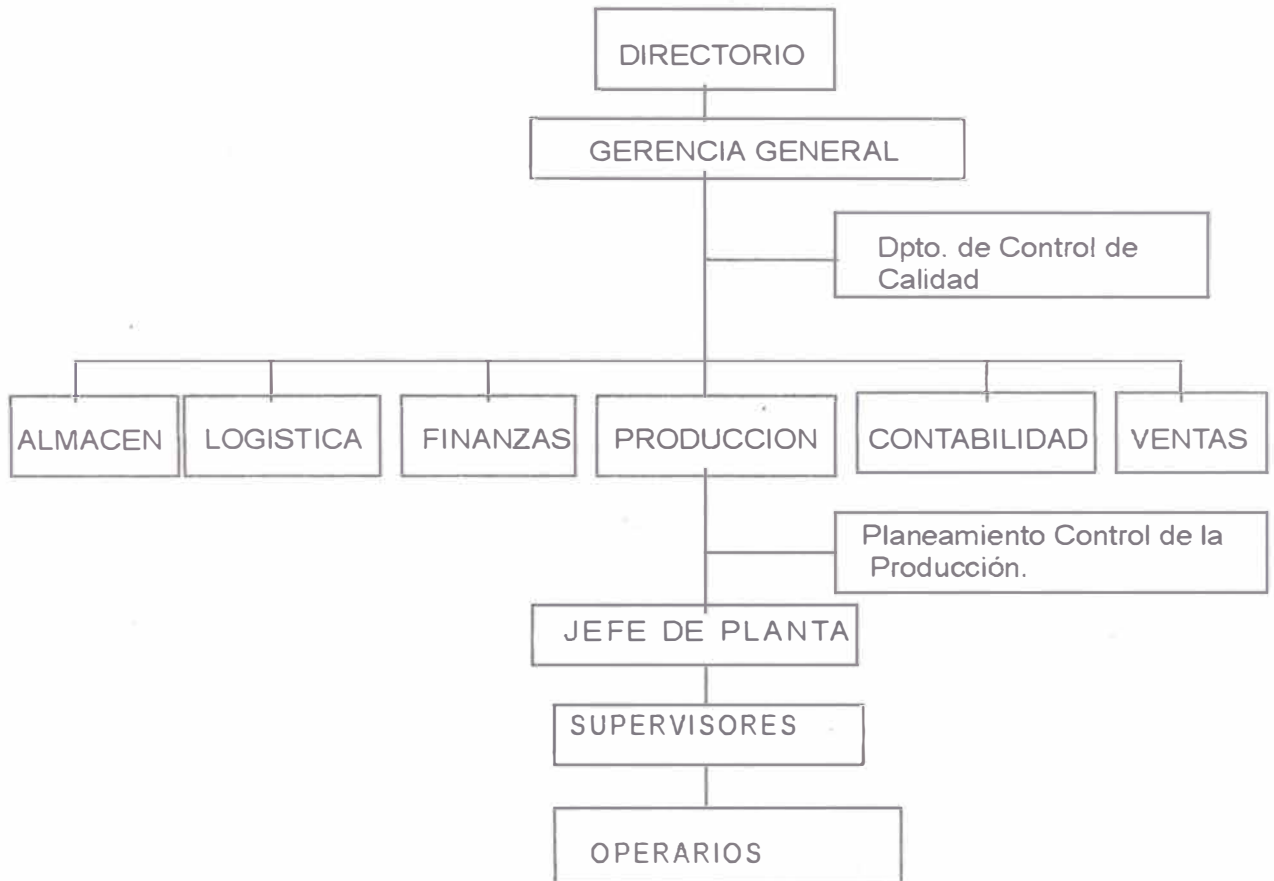 DIRECTORIO
GERENCIA GENERAL
Dpto. de Control de
Calidad
ALMACEN
LOGISTICA
FINANZAS
PRODUCCION
CONTABILIDAD
VENTAS
Planeamiento Control de la
Producción.
JEFE DE PLANTA
SUPERVISORES
OPERARIOS